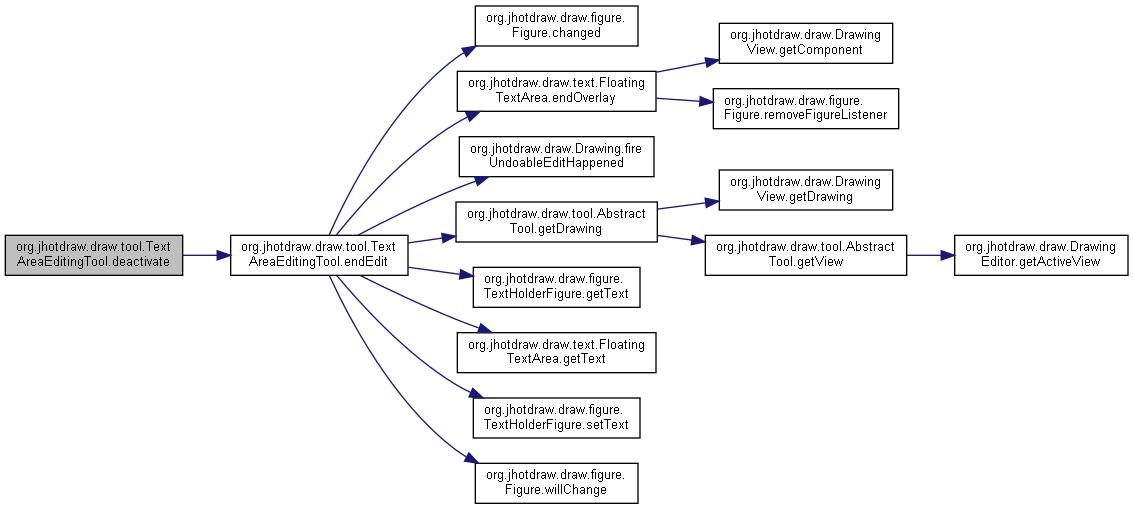 org.jhotdraw.draw.figure.
Figure.changed
org.jhotdraw.draw.Drawing
View.getComponent
org.jhotdraw.draw.text.Floating
TextArea.endOverlay
org.jhotdraw.draw.figure.
Figure.removeFigureListener
org.jhotdraw.draw.Drawing.fire
UndoableEditHappened
org.jhotdraw.draw.Drawing
View.getDrawing
org.jhotdraw.draw.tool.Abstract
Tool.getDrawing
org.jhotdraw.draw.tool.Text
AreaEditingTool.deactivate
org.jhotdraw.draw.tool.Text
AreaEditingTool.endEdit
org.jhotdraw.draw.tool.Abstract
Tool.getView
org.jhotdraw.draw.Drawing
Editor.getActiveView
org.jhotdraw.draw.figure.
TextHolderFigure.getText
org.jhotdraw.draw.text.Floating
TextArea.getText
org.jhotdraw.draw.figure.
TextHolderFigure.setText
org.jhotdraw.draw.figure.
Figure.willChange